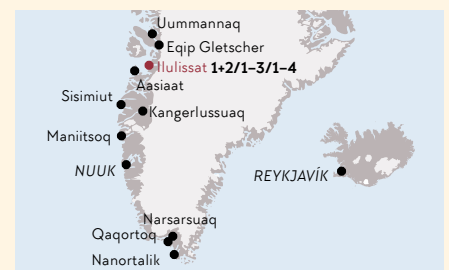 Uummannaq
Eqip Gletscher
Ilulissat 1+2/1–3/1–4
Aasiaat
Sisimiut
Kangerlussuaq
Maniitsoq
NUUK
REYKJAVÍK
Narsarsuaq
Qaqortoq
Nanortalik